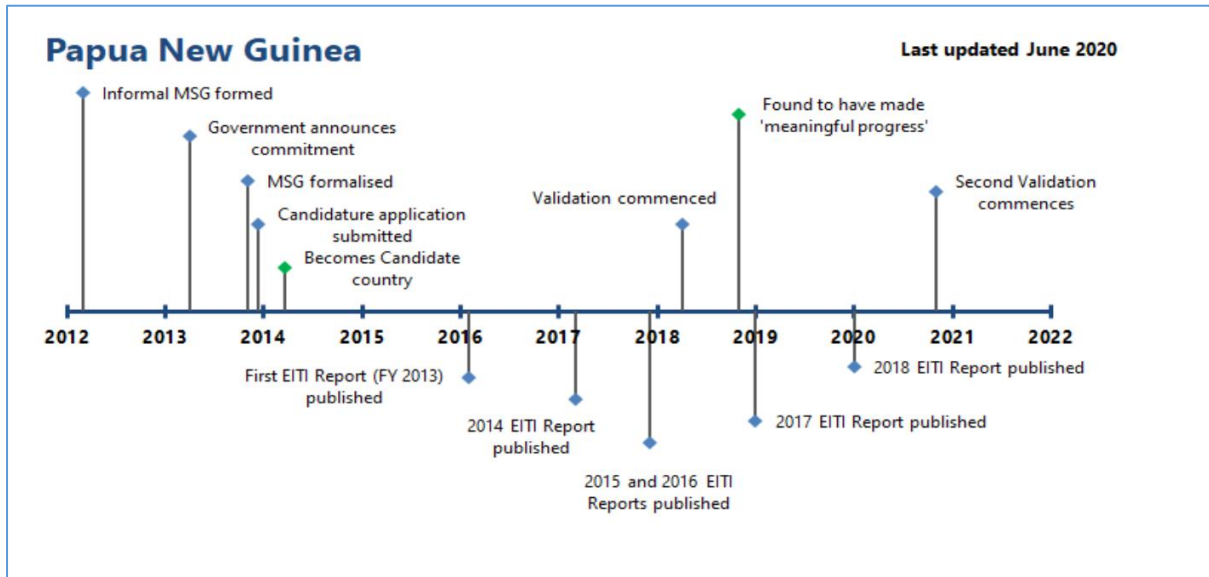 Papua New Guinea
Last updated June 2020
Informal MSG formed
Government announces
commitment
MSG formalised
Candidature application
submitted
Becomes Candidate
country
Validation commenced
Found to have made
'meaningful progress'
Second Validation
commences
2012 2013 2014 2015 2016 2017 2018 2019 2020 2021 2022
First EITI Report (FY 2013)
published
2014 EITI Report
published
2015 and 2016 EITI
Reports published
2017 EITI Report published
2018 EITI Report published